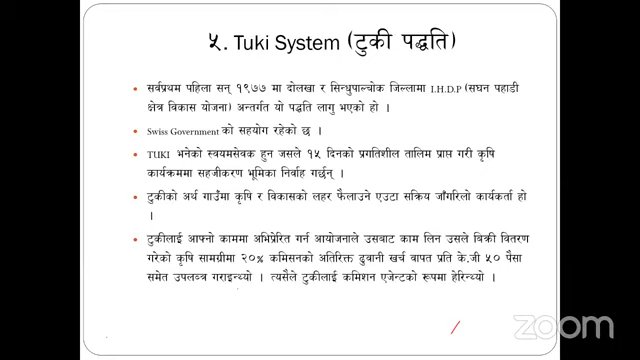 ५. Tuki System (टुकी पद्धति)
• सर्वप्रथम पहिला सन् १९७७ मा दोलखा र सिन्धुपाल्चोक जिल्लामा I.H.D.P (सघन पहाडी
क्षेत्र विकास योजना) अन्तर्गत यो पद्धति लागु भएको हो ।
• Swiss Government को सहयोग रहेको छ ।
• TUKI भनेको स्वयमसेवक हुन जसले १५ दिनको प्रगतिशील तालिम प्राप्त गरी कृषि
कार्यक्रममा सहजीकरण भूमिका निर्वाह गर्छन् ।
• टुकीको अर्थ गाउँमा कृषि र विकासको लहर फैलाउने एउटा सक्रिय जाँगरिलो कार्यकर्ता हो
।
• टुकीलाई आफ्नो काममा अभिप्रेरित गर्न आयोजनाले उसबाट काम लिन उसले बिक्री वितरण
गरेको कृषि सामग्रीमा २०% कमिसनको अतिरिक्त ढुवानी खर्च वापत प्रति के.जी ५० पैसा
समेत उपलब्ध गराइन्थ्यो । त्यसैले टुकीलाई कमिशन एजेन्टको रूपमा हेरिन्थ्यो ।
zoom